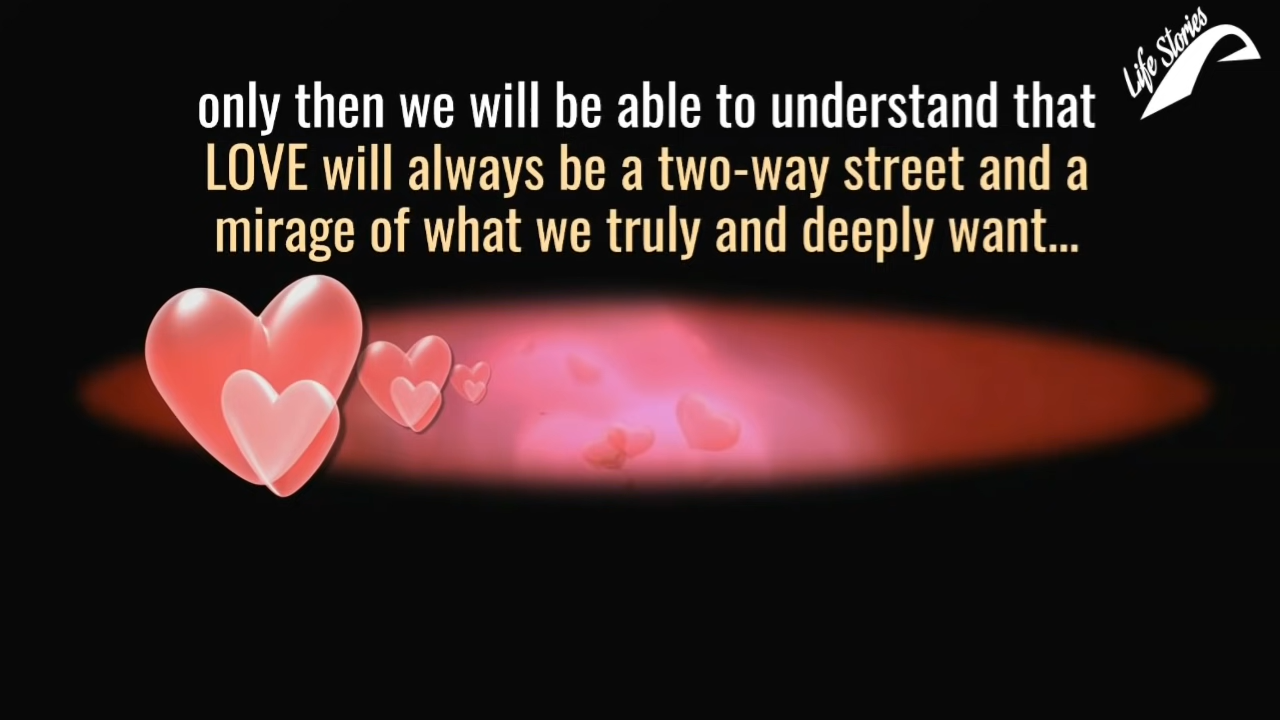 Life Stories
only then we will be able to understand that
LOVE will always be a two-way street and a
mirage of what we truly and deeply want...